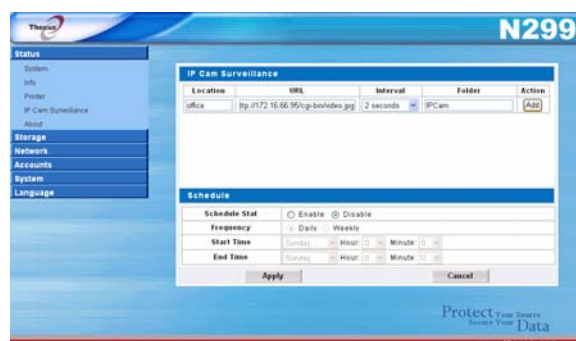 Thecus
N299
Status
System
Info
Printer
IP Cam Surveillance
About
Storage
Network
Accounts
System
Language
IP Cam Surveillance
Location URL Interval Folder Action
office ttp://172.16.66.95/cgi-bin/video.jpg 2 seconds IPCam Add
Schedule
Schedule Stat Enable Disable
Frequency Daily Weekly
Start Time Sunday Hour: 0 Minute: 0
End Time Sunday Hour: 0 Minute: 0
Apply Cancel
Protect Your Source
Secure Your Data